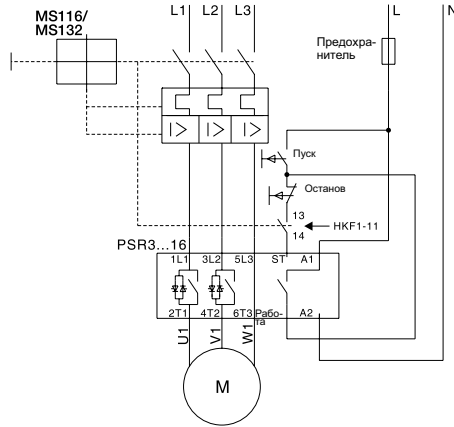 MS116/
MS132
L1 L2 L3
L N
Предохра-
нитель
Пуск
Останов
13
14
HKF1-11
PSR3...16
1L1 3L2 5L3 ST A1
2T1 4T2 6T3 Рабо-
та
A2
U1
V1
W1
M